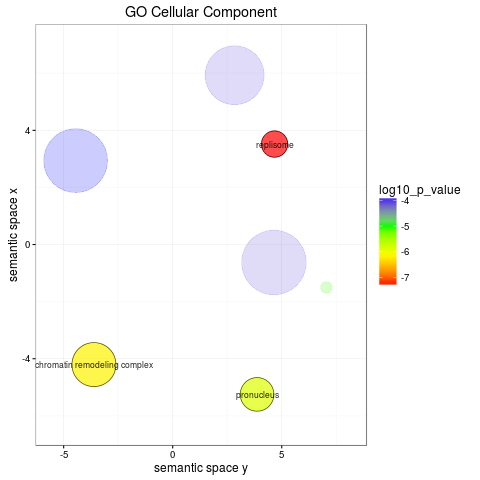 GO Cellular Component
semantic space x
4
0
-4
replisome
chromatin remodeling complex
pronucleus
-5
0
5
semantic space y
log10_p_value
-4
-5
-6
-7